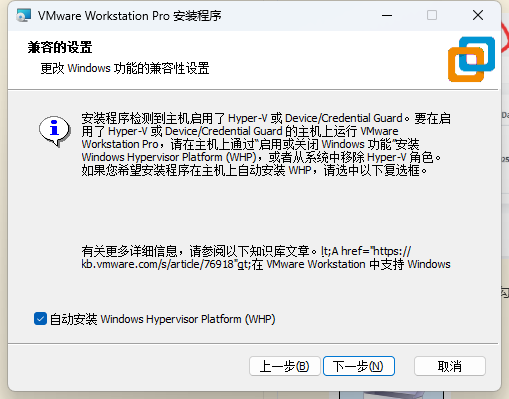 VMware Workstation Pro 安装程序
兼容的设置
更改 Windows 功能的兼容性设置
安装程序检测到主机启用了 Hyper-V 或 Device/Credential Guard。要在启
用了 Hyper-V 或 Device/Credential Guard 的主机上运行 VMware
Workstation Pro，请在主机上通过“启用或关闭 Windows 功能”安装
Windows Hypervisor Platform (WHP)，或者从系统中移除 Hyper-V 角色。
如果您希望安装程序在主机上自动安装 WHP，请选中以下复选框。
有关更多详细信息，请参阅以下知识库文章。lt;A href="https://
kb.vmware.com/s/article/76918"gt;在 VMware Workstation 中支持 Windows
自动安装 Windows Hypervisor Platform (WHP)
上一步(B)
下一步(N)
取消